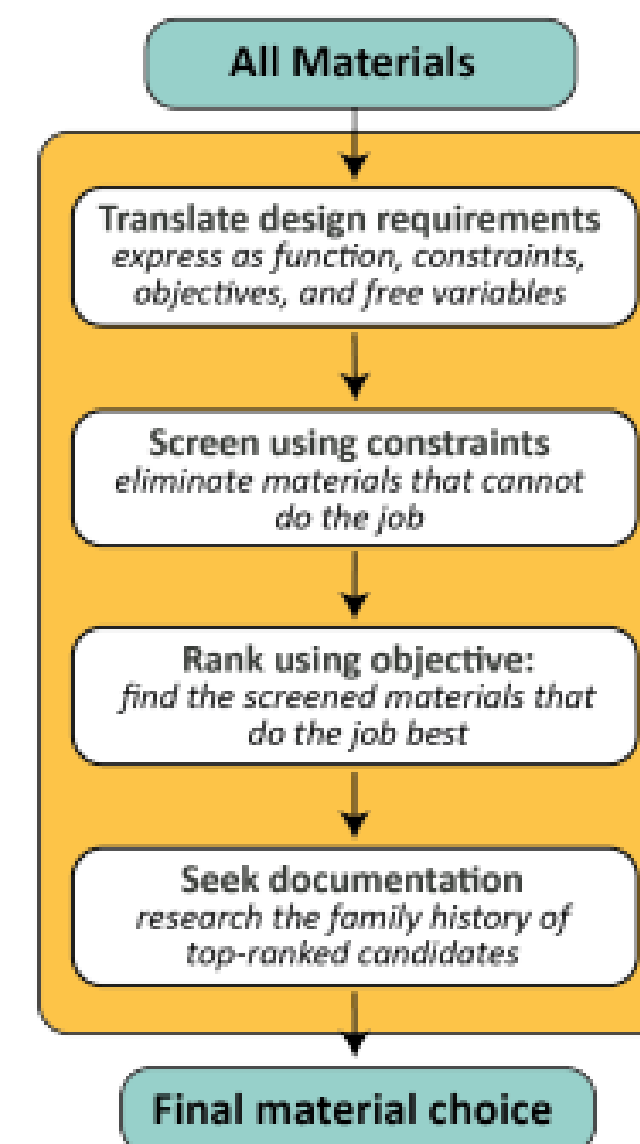 All Materials
Translate design requirements
express as function, constraints,
objectives, and free variables
Screen using constraints
eliminate materials that cannot
do the job
Rank using objective:
find the screened materials that
do the job best
Seek documentation
research the family history of
top-ranked candidates
Final material choice